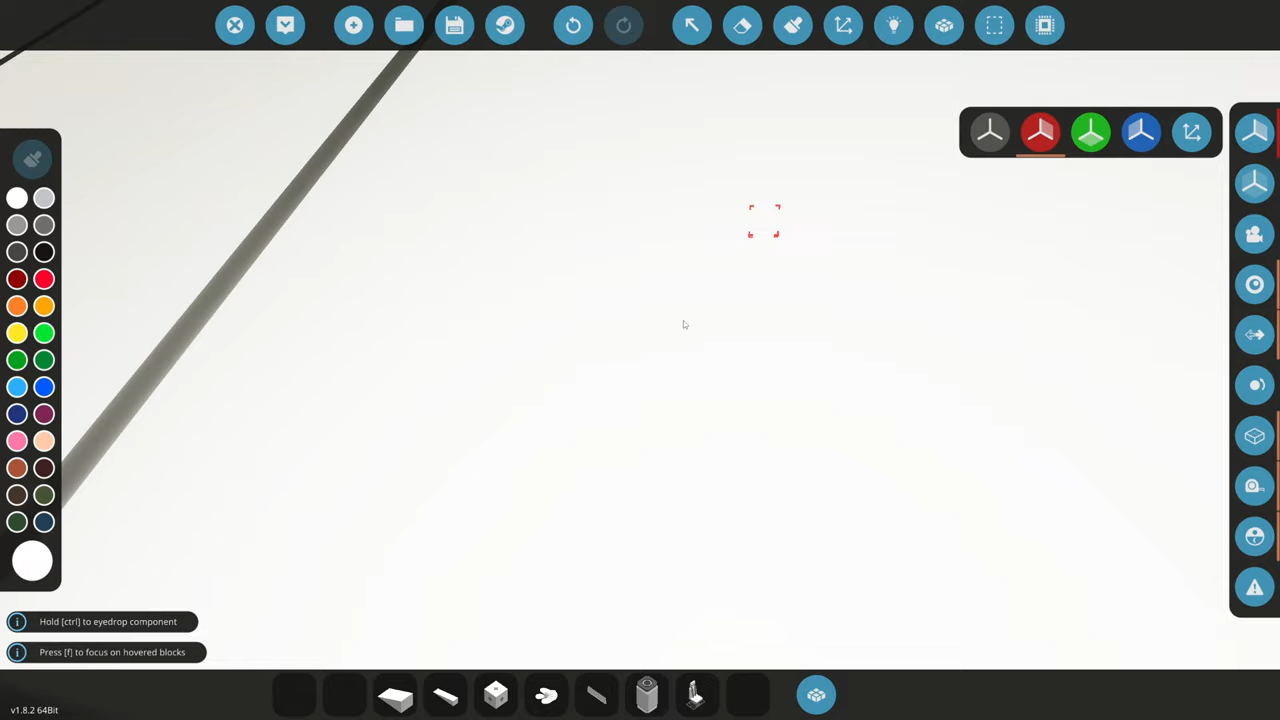 Hold [ctrl] to eyedrop component
Press [f] to focus on hovered blocks
v1.8.2 64Bit